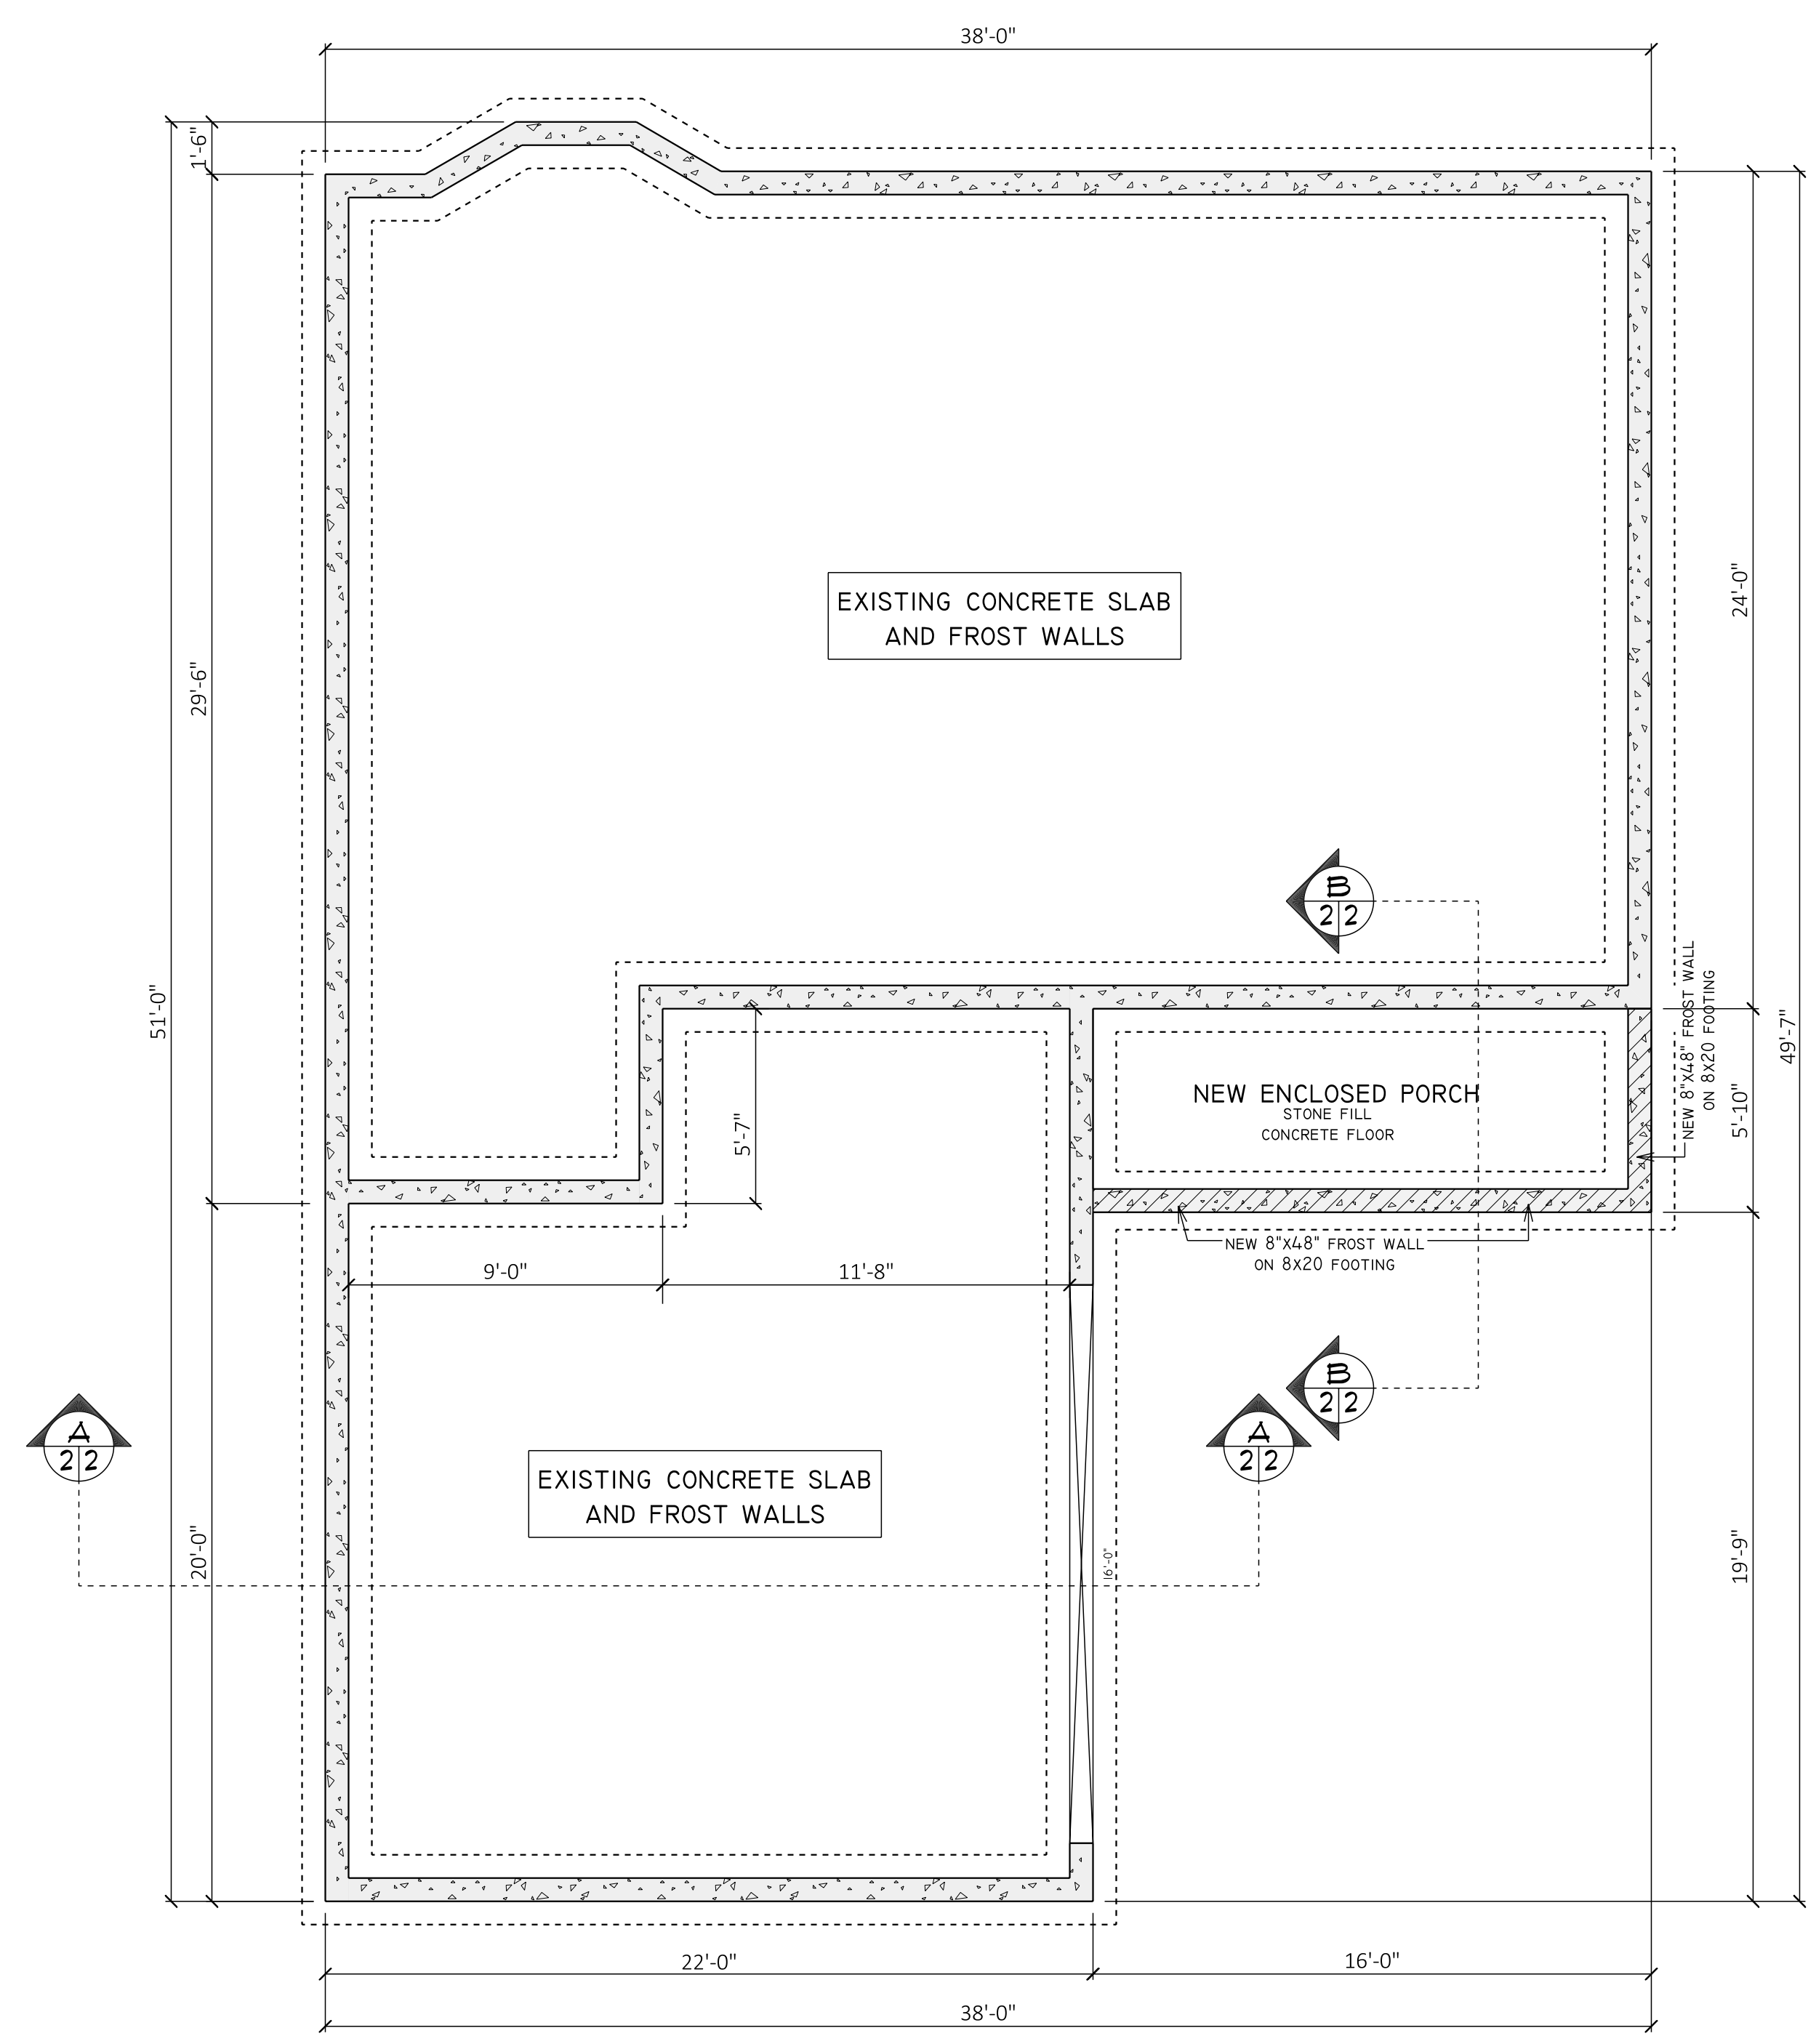 38'-0"
1'-6"
29'-6"
51'-0"
20'-0"
24'-0"
49'-7"
5'-10"
19'-9"
EXISTING CONCRETE SLAB
AND FROST WALLS
B
2 2
NEW 8"X48" FROST WALL
ON 8X20 FOOTING
NEW ENCLOSED PORCH
STONE FILL
CONCRETE FLOOR
5'-7"
NEW 8"X48" FROST WALL
ON 8X20 FOOTING
9'-0"
11'-8"
B
2 2
A
2 2
A
2 2
EXISTING CONCRETE SLAB
AND FROST WALLS
16'-0"
22'-0"
16'-0"
38'-0"